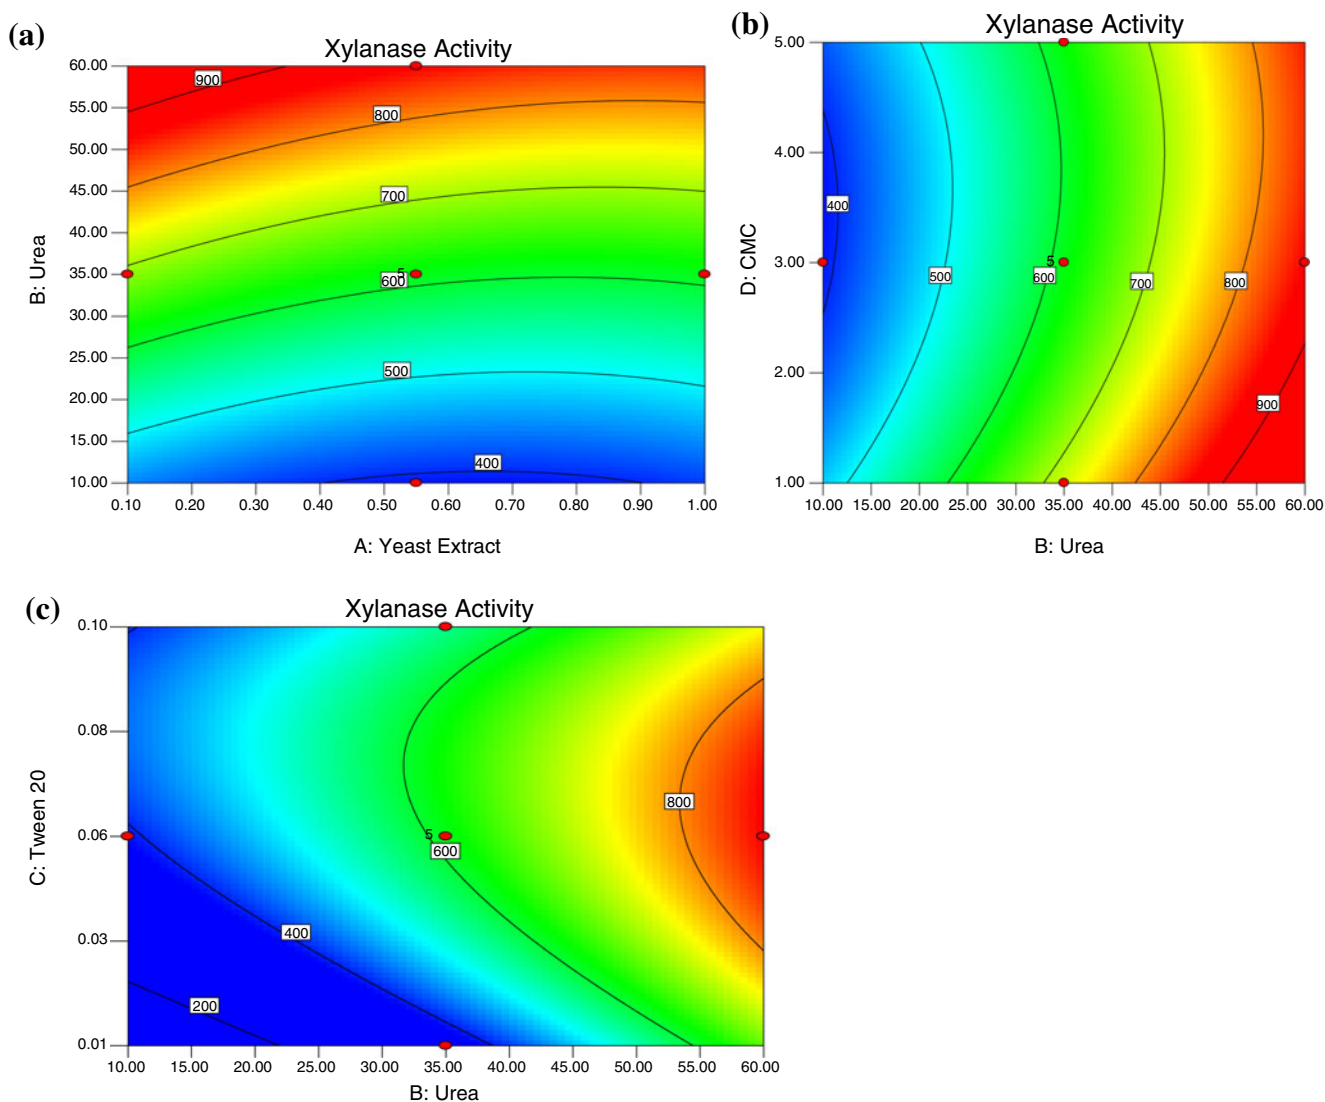 (a)
Xylanase Activity
60.00
55.00
50.00
45.00
40.00
35.00
30.00
25.00
20.00
15.00
10.00
B: Urea
900
800
700
5
600
500
400
0.10 0.20 0.30 0.40 0.50 0.60 0.70 0.80 0.90 1.00
A: Yeast Extract
(b)
Xylanase Activity
5.00
4.00
3.00
2.00
1.00
D: CMC
400
500
5
600
700
800
900
10.00 15.00 20.00 25.00 30.00 35.00 40.00 45.00 50.00 55.00 60.00
B: Urea
(c)
Xylanase Activity
0.10
0.08
0.06
0.03
0.01
C: Tween 20
800
5
600
400
200
10.00 15.00 20.00 25.00 30.00 35.00 40.00 45.00 50.00 55.00 60.00
B: Urea